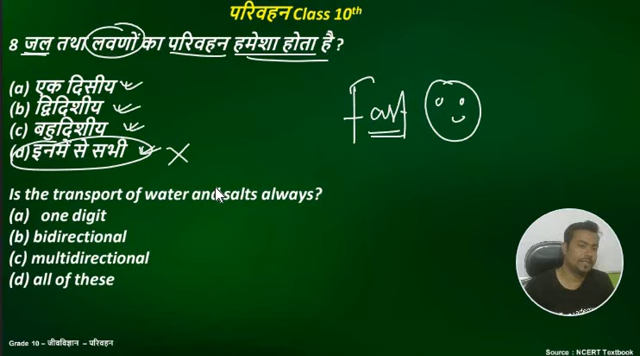 परिवहन Class 10th
8 जल तथा लवणों का परिवहन हमेशा होता है ?
(a) एक दिसीय
(b) द्विदिशीय
(c) बहुदिशीय
(d) इनमें से सभी
Fast
Is the transport of water and salts always?
(a) one digit
(b) bidirectional
(c) multidirectional
(d) all of these
Grade 10 – जीवविज्ञान – परिवहन
Source : NCERT Textbook